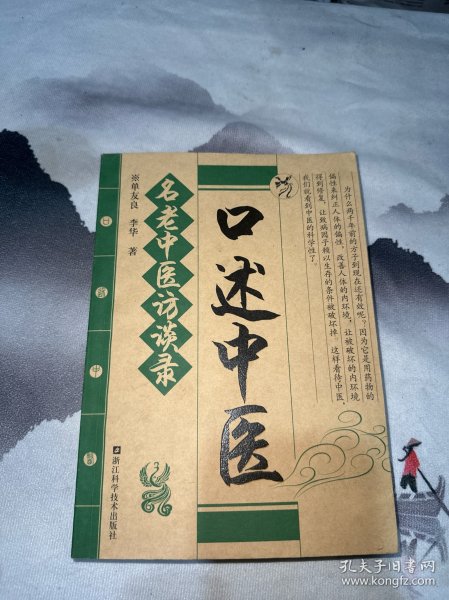 为什么两千年前的方子到现在还有效呢？因为它是用药物的
偏性来纠正人体的偏性，改善人体的内环境，让被破坏的内环境
得到修复，让致病因子赖以生存的条件被破坏掉。这样看待中医，
我们就看到中医的科学性了。
口述中医
名老中医访谈录
※单友良 李华 著
浙江科学技术出版社
口
述
中
醫
孔夫子旧书网
www.kongfz.com